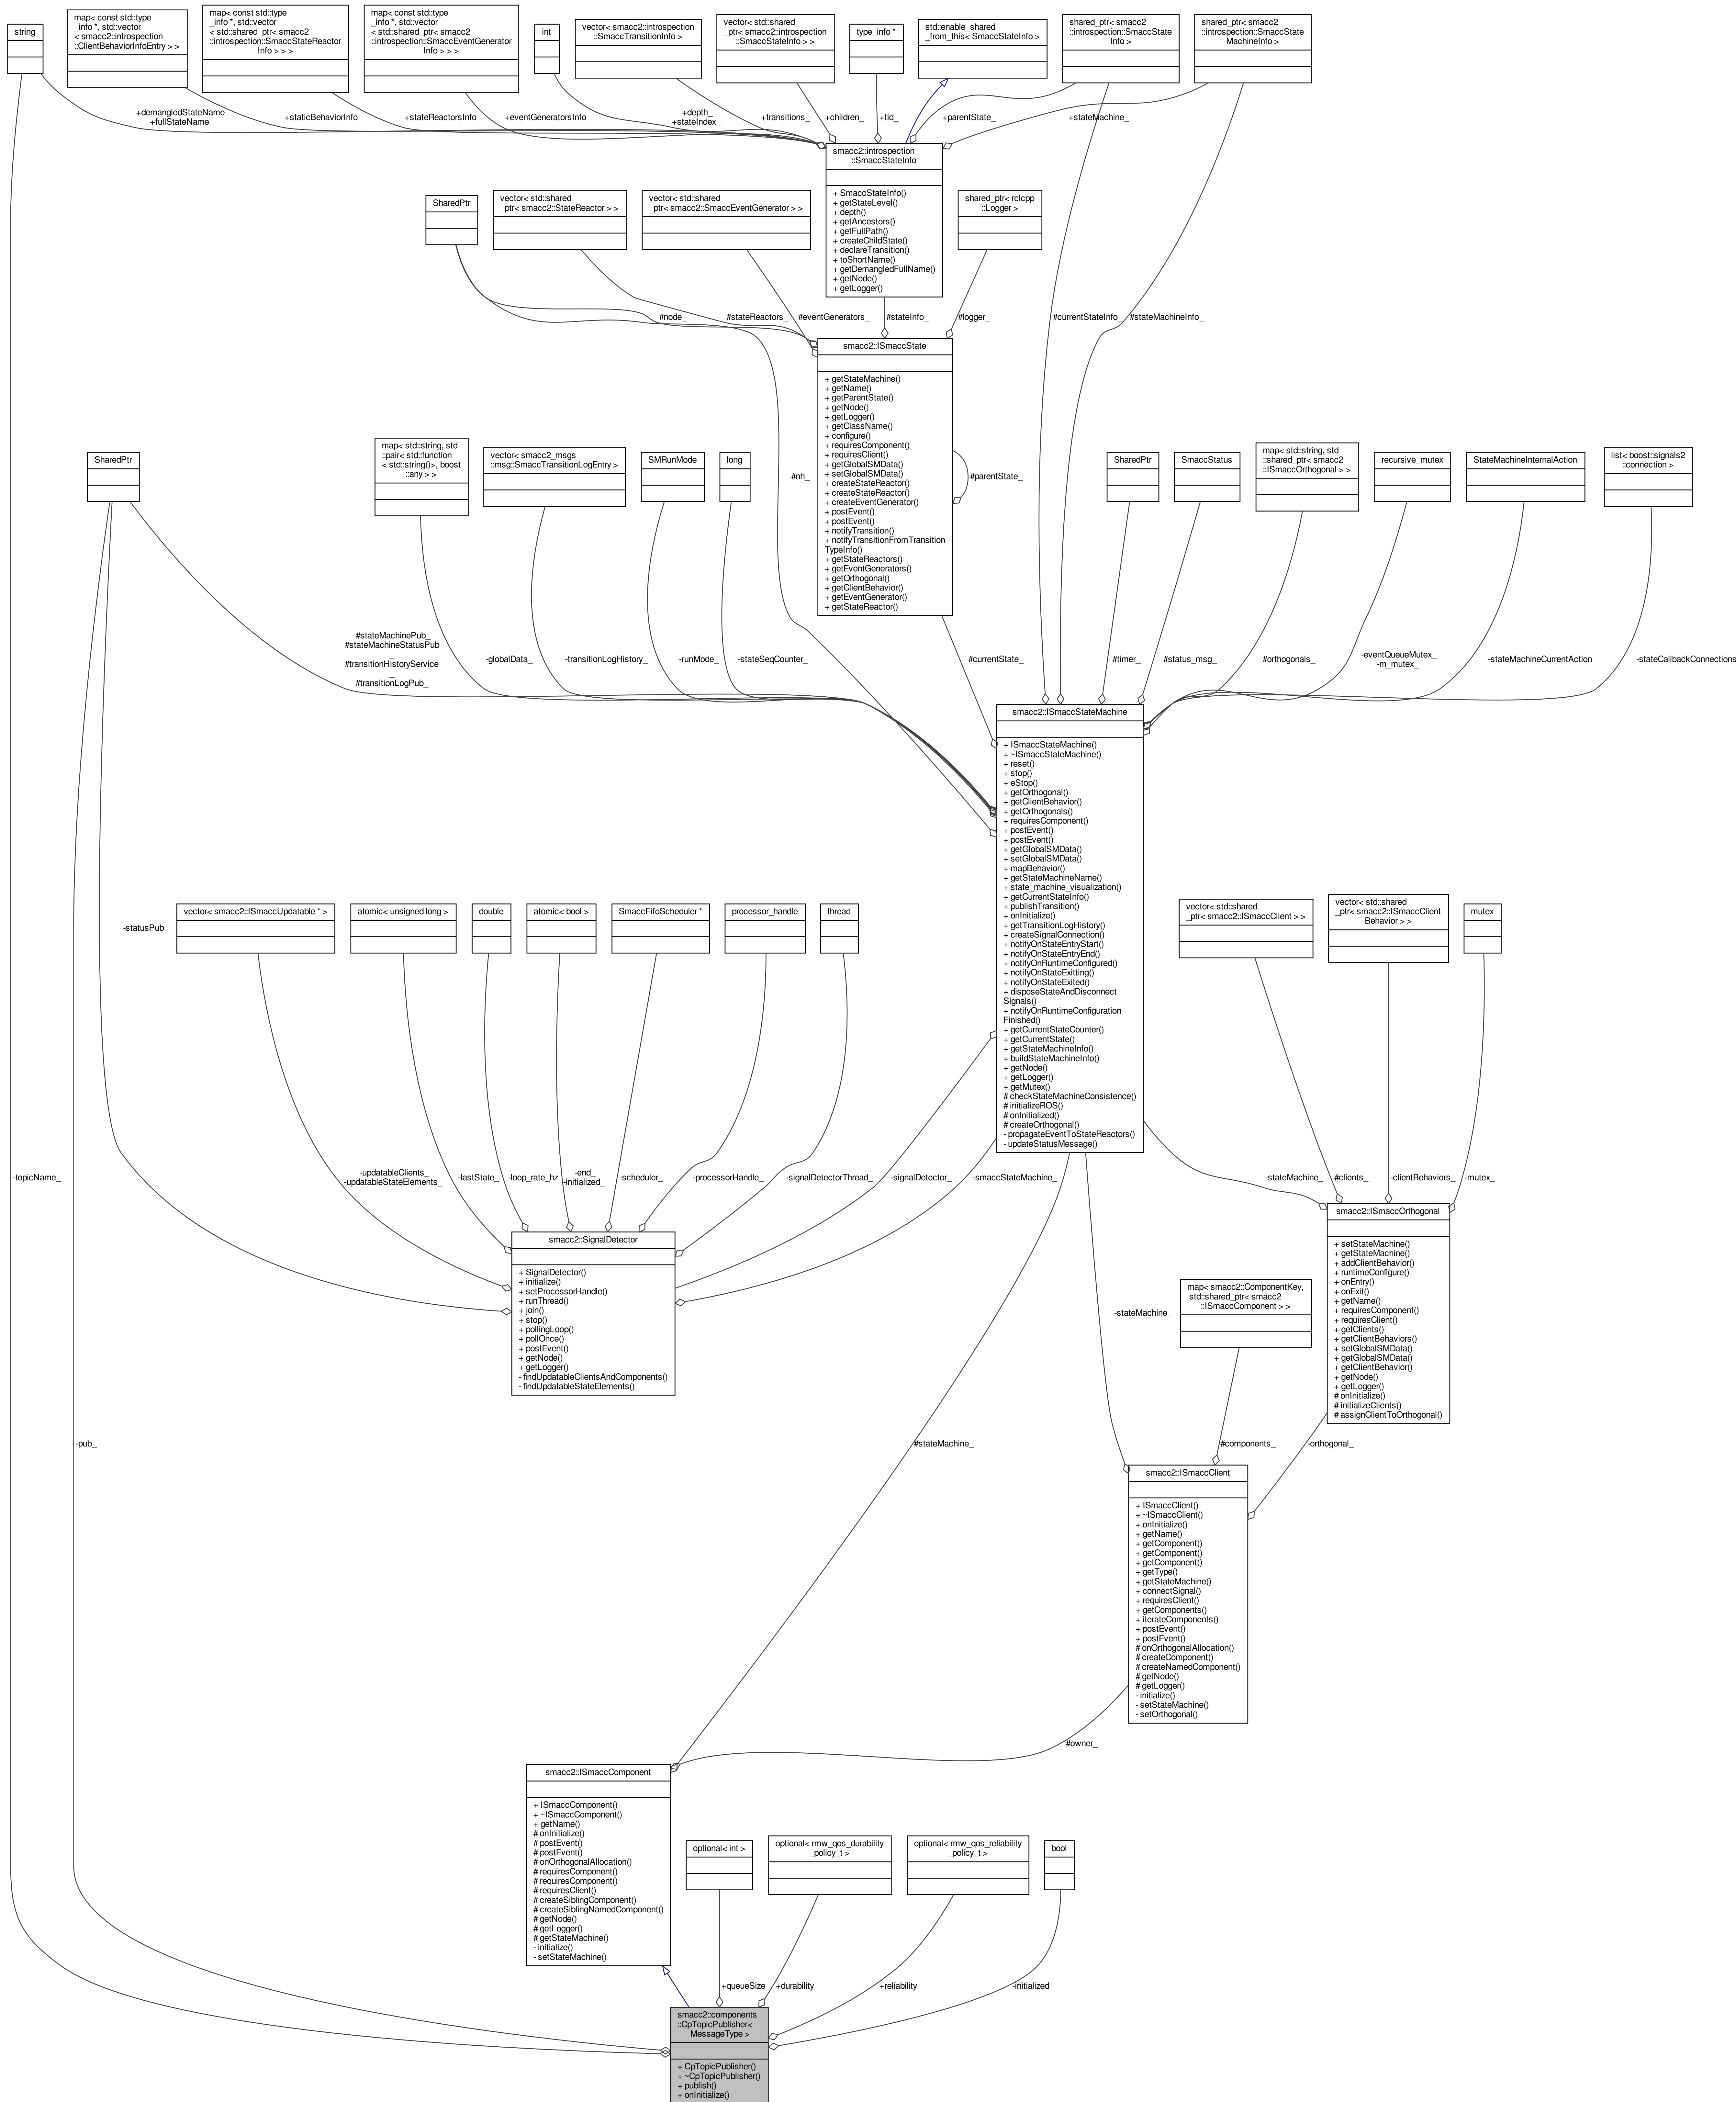 string
map< const std::type
_info *, std::vector
< smacc2::introspection
::ClientBehaviorInfoEntry > >
map< const std::type
_info *, std::vector
< std::shared_ptr< smacc2
::introspection::SmaccStateReactor
Info > > >
map< const std::type
_info *, std::vector
< std::shared_ptr< smacc2
::introspection::SmaccEventGenerator
Info > > >
int
vector< smacc2::introspection
::SmaccTransitionInfo >
vector< std::shared
_ptr< smacc2::introspection
::SmaccStateInfo > >
type_info *
std::enable_shared
_from_this< SmaccStateInfo >
shared_ptr< smacc2
::introspection::SmaccState
Info >
shared_ptr< smacc2
::introspection::SmaccState
MachineInfo >
+demangledStateName
+fullStateName
+staticBehaviorInfo
+stateReactorsInfo
+eventGeneratorsInfo
+depth_
+stateIndex_
+transitions_
+children_
+tid_
+parentState_
+stateMachine_
smacc2::introspection
::SmaccStateInfo
+ SmaccStateInfo()
+ getStateLevel()
+ depth()
+ getAncestors()
+ getFullPath()
+ createChildState()
+ declareTransition()
+ toShortName()
+ getDemangledFullName()
+ getNode()
+ getLogger()
SharedPtr
vector< std::shared
_ptr< smacc2::StateReactor > >
vector< std::shared
_ptr< smacc2::SmaccEventGenerator > >
shared_ptr< rclcpp
::Logger >
#node_
#stateReactors_
#eventGenerators_
#stateInfo_
#logger_
#currentStateInfo_
#stateMachineInfo_
smacc2::ISmaccState
+ getStateMachine()
+ getName()
+ getParentState()
+ getNode()
+ getLogger()
+ getClassName()
+ configure()
+ requiresComponent()
+ requiresClient()
+ getGlobalSMData()
+ setGlobalSMData()
+ createStateReactor()
+ createStateReactor()
+ createEventGenerator()
+ postEvent()
+ postEvent()
+ notifyTransition()
+ notifyTransitionFromTransition
TypeInfo()
+ getStateReactors()
+ getEventGenerators()
+ getOrthogonal()
+ getClientBehavior()
+ getEventGenerator()
+ getStateReactor()
#parentState_
#nh_
SharedPtr
map< std::string, std
::pair< std::function
< std::string()>, boost
::any > >
vector< smacc2_msgs
::msg::SmaccTransitionLogEntry >
SMRunMode
long
SharedPtr
SmaccStatus
map< std::string, std
::shared_ptr< smacc2
::ISmaccOrthogonal > >
recursive_mutex
StateMachineInternalAction
list< boost::signals2
::connection >
#stateMachinePub_
#stateMachineStatusPub
_
#transitionHistoryService
_
#transitionLogPub_
-globalData_
-transitionLogHistory_
-runMode_
-stateSeqCounter_
#currentState_
#timer_
#status_msg_
#orthogonals_
-eventQueueMutex_
-m_mutex_
-stateMachineCurrentAction
-stateCallbackConnections
smacc2::ISmaccStateMachine
+ ISmaccStateMachine()
+ ~ISmaccStateMachine()
+ reset()
+ stop()
+ eStop()
+ getOrthogonal()
+ getClientBehavior()
+ getOrthogonals()
+ requiresComponent()
+ postEvent()
+ postEvent()
+ getGlobalSMData()
+ setGlobalSMData()
+ mapBehavior()
+ getStateMachineName()
+ state_machine_visualization()
+ getCurrentStateInfo()
+ publishTransition()
+ onInitialize()
+ getTransitionLogHistory()
+ createSignalConnection()
+ notifyOnStateEntryStart()
+ notifyOnStateEntryEnd()
+ notifyOnRuntimeConfigured()
+ notifyOnStateExitting()
+ notifyOnStateExited()
+ disposeStateAndDisconnect
Signals()
+ notifyOnRuntimeConfiguration
Finished()
+ getCurrentStateCounter()
+ getCurrentState()
+ getStateMachineInfo()
+ buildStateMachineInfo()
+ getNode()
+ getLogger()
+ getMutex()
# checkStateMachineConsistence()
# initializeROS()
# onInitialized()
# createOrthogonal()
- propagateEventToStateReactors()
- updateStatusMessage()
-statusPub_
vector< smacc2::ISmaccUpdatable * >
atomic< unsigned long >
double
atomic< bool >
SmaccFifoScheduler *
processor_handle
thread
vector< std::shared
_ptr< smacc2::ISmaccClient > >
vector< std::shared
_ptr< smacc2::ISmaccClient
Behavior > >
mutex
-topicName_
-updatableClients_
-updatableStateElements_
-lastState_
-loop_rate_hz
-end_
-initialized_
-scheduler_
-processorHandle_
-signalDetectorThread_
-signalDetector_
-smaccStateMachine_
-stateMachine_
#clients_
-clientBehaviors_
-mutex_
smacc2::SignalDetector
+ SignalDetector()
+ initialize()
+ setProcessorHandle()
+ runThread()
+ join()
+ stop()
+ pollingLoop()
+ pollOnce()
+ postEvent()
+ getNode()
+ getLogger()
- findUpdatableClientsAndComponents()
- findUpdatableStateElements()
smacc2::ISmaccOrthogonal
+ setStateMachine()
+ getStateMachine()
+ addClientBehavior()
+ runtimeConfigure()
+ onEntry()
+ onExit()
+ getName()
+ requiresComponent()
+ requiresClient()
+ getClients()
+ getClientBehaviors()
+ setGlobalSMData()
+ getGlobalSMData()
+ getClientBehavior()
+ getNode()
+ getLogger()
# onInitialize()
# initializeClients()
# assignClientToOrthogonal()
-stateMachine_
map< smacc2::ComponentKey,
std::shared_ptr< smacc2
::ISmaccComponent > >
-pub_
#stateMachine_
#components_
-orthogonal_
smacc2::ISmaccClient
+ ISmaccClient()
+ ~ISmaccClient()
+ onInitialize()
+ getName()
+ getComponent()
+ getComponent()
+ getComponent()
+ getType()
+ getStateMachine()
+ connectSignal()
+ requiresClient()
+ getComponents()
+ iterateComponents()
+ postEvent()
+ postEvent()
# onOrthogonalAllocation()
# createComponent()
# createNamedComponent()
# getNode()
# getLogger()
- initialize()
- setStateMachine()
- setOrthogonal()
#owner_
smacc2::ISmaccComponent
+ ISmaccComponent()
+ ~ISmaccComponent()
+ getName()
# onInitialize()
# postEvent()
# postEvent()
# onOrthogonalAllocation()
# requiresComponent()
# requiresComponent()
# requiresClient()
# createSiblingComponent()
# createSiblingNamedComponent()
# getNode()
# getLogger()
# getStateMachine()
- initialize()
- setStateMachine()
optional< int >
optional< rmw_qos_durability
_policy_t >
optional< rmw_qos_reliability
_policy_t >
bool
+queueSize
+durability
+reliability
-initialized_
smacc2::components
::CpTopicPublisher<
MessageType >
+ CpTopicPublisher()
+ ~CpTopicPublisher()
+ publish()
+ onInitialize()